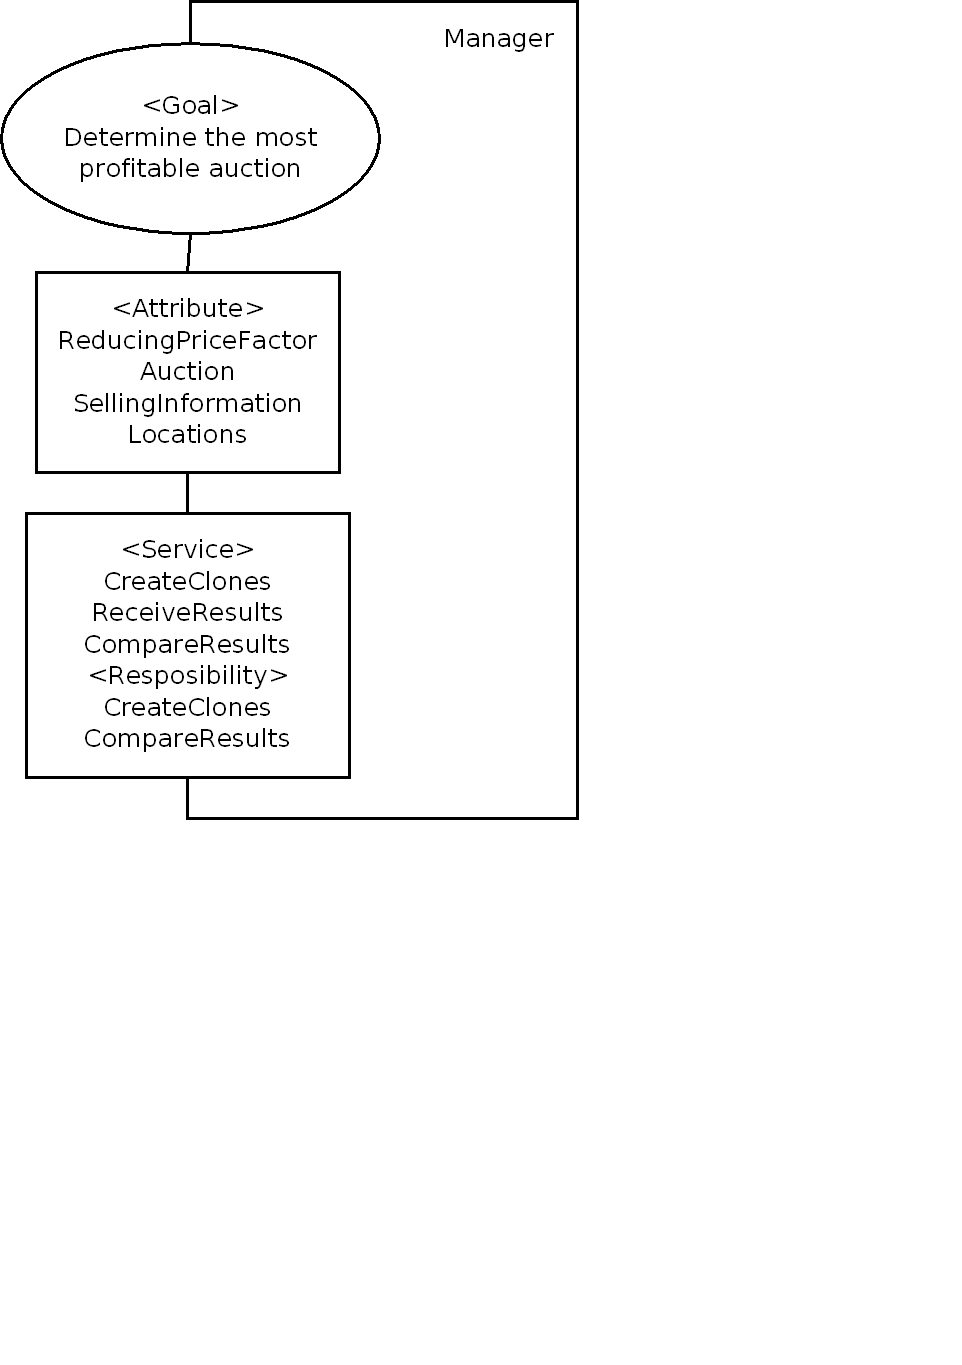 Manager
<Goal>
Determine the most
profitable auction
<Attribute>
ReducingPriceFactor
Auction
SellingInformation
Locations
<Service>
CreateClones
ReceiveResults
CompareResults
<Resposibility>
CreateClones
CompareResults